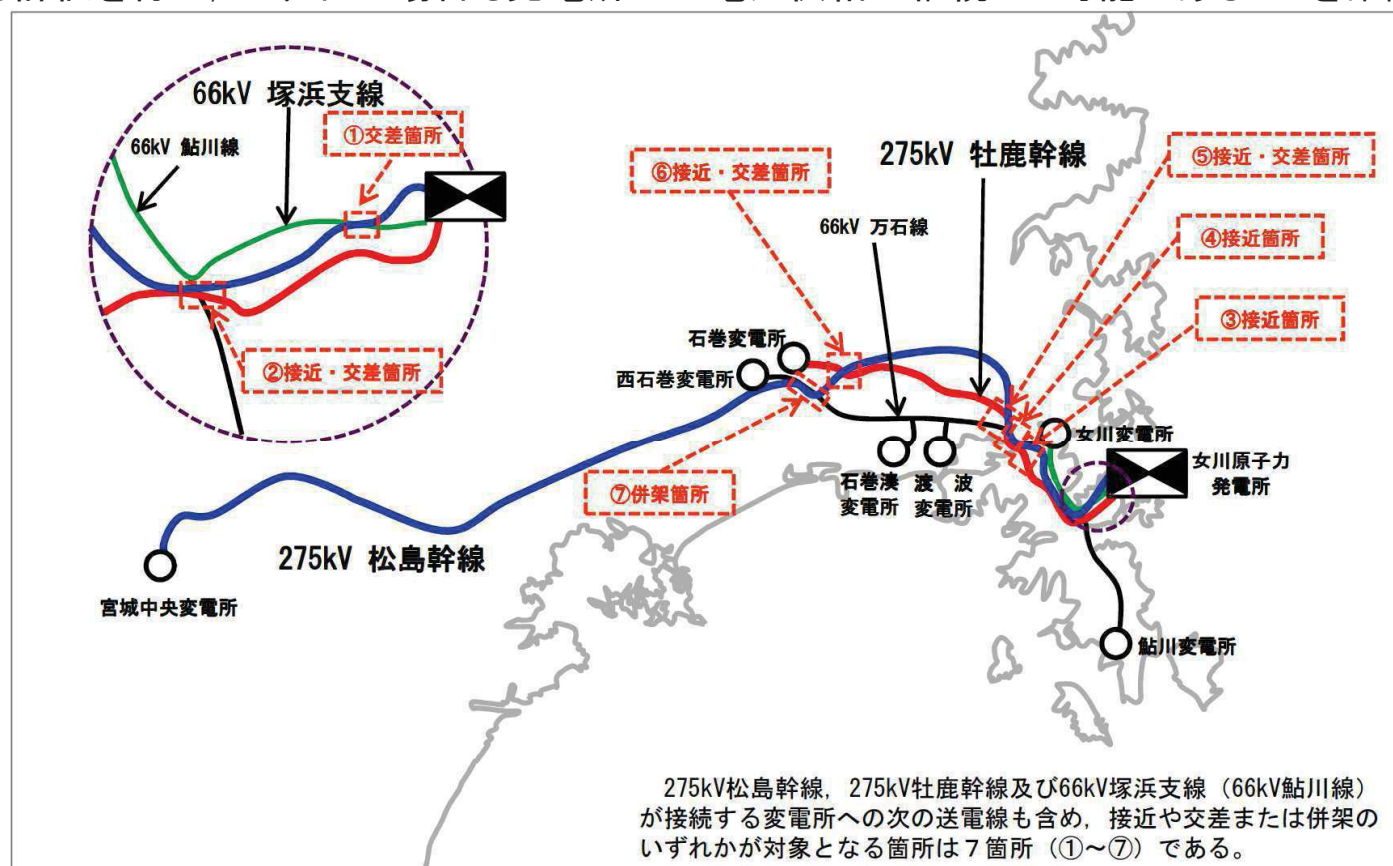 66kV 塚浜支線
66kV 鮎川線
①交差箇所
②接近・交差箇所
⑥接近・交差箇所
275kV 牡鹿幹線
66kV 万石線
⑤接近・交差箇所
④接近箇所
③接近箇所
石巻変電所
西石巻変電所
女川変電所
女川原子力
発電所
石巻湊
変電所
渡 波
変電所
⑦併架箇所
275kV 松島幹線
宮城中央変電所
鮎川変電所
275kV松島幹線，275kV牡鹿幹線及び66kV塚浜支線（66kV鮎川線）
が接続する変電所への次の送電線も含め，接近や交差または併架の
いずれかが対象となる箇所は７箇所（①～⑦）である。